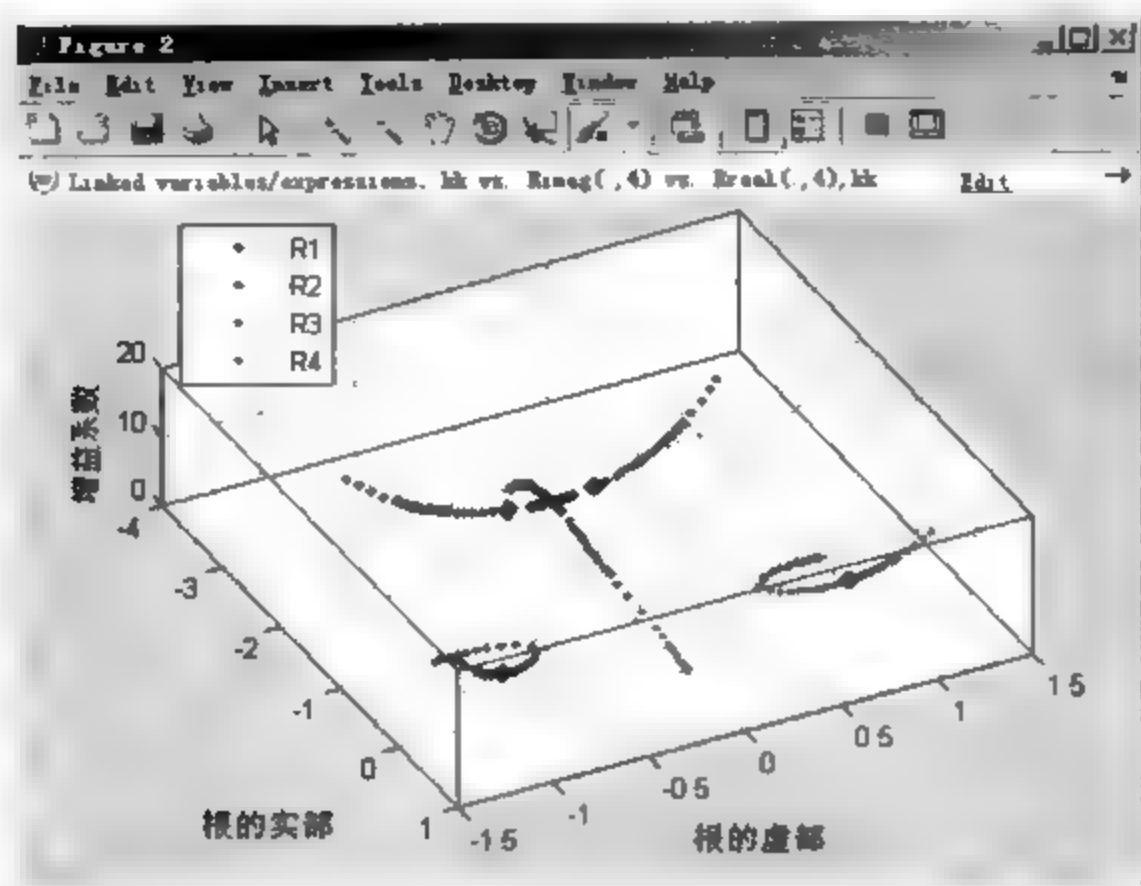 Figure 2
File Edit View Insert Tools Desktop Window Help
Linked variables/expressions. kk vs. Rimag(:,4) vs. Rreal(:,4),kk Edit
R1
R2
R3
R4
20
10
0
增益系数
-4
-3
-2
-1
0
1
根的实部
-1 5
-1
-0 5
0
0 5
1
1 5
根的虚部